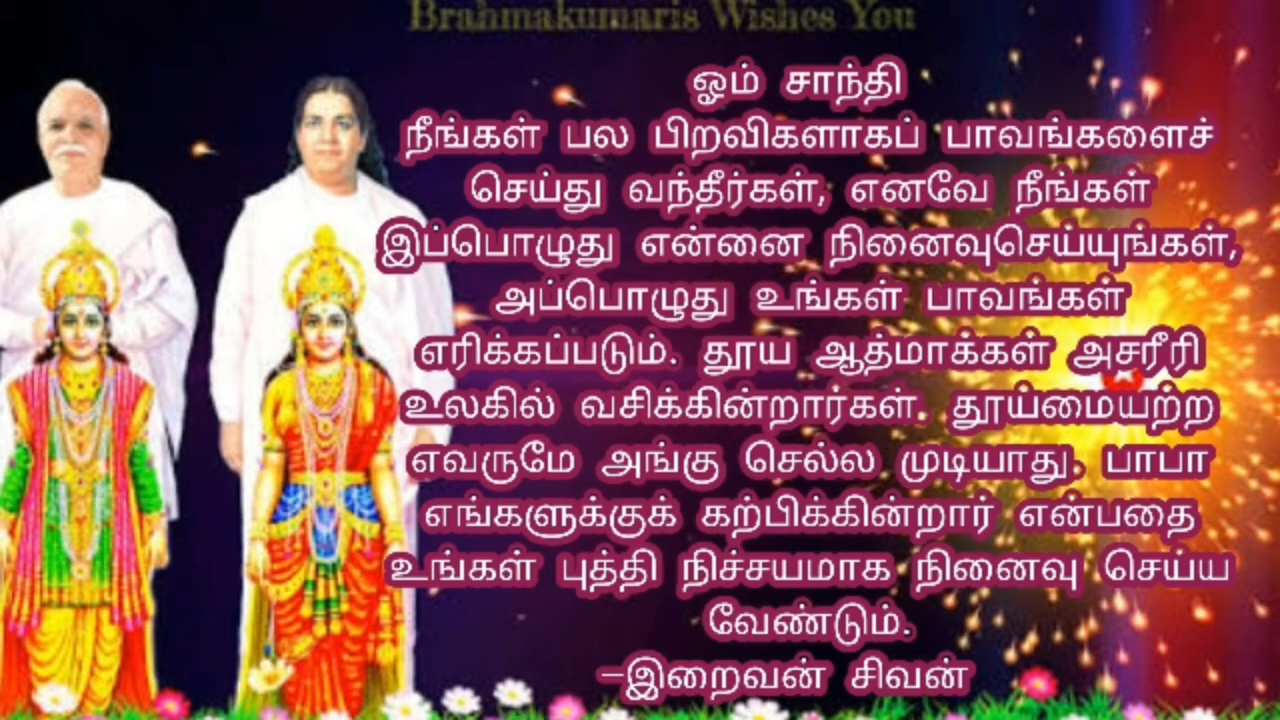 Brahmakumaris Wishes You
ஓம் சாந்தி
நீங்கள் பல பிறவிகளாகப் பாவங்களைச்
செய்து வந்தீர்கள், எனவே நீங்கள்
இப்பொழுது என்னை நினைவுசெய்யுங்கள்,
அப்பொழுது உங்கள் பாவங்கள்
எரிக்கப்படும். தூய ஆத்மாக்கள் அசரீரி
உலகில் வசிக்கின்றார்கள். தூய்மையற்ற
எவருமே அங்கு செல்ல முடியாது. பாபா
எங்களுக்குக் கற்பிக்கின்றார் என்பதை
உங்கள் புத்தி நிச்சயமாக நினைவு செய்ய
வேண்டும்.
-இறைவன் சிவன்